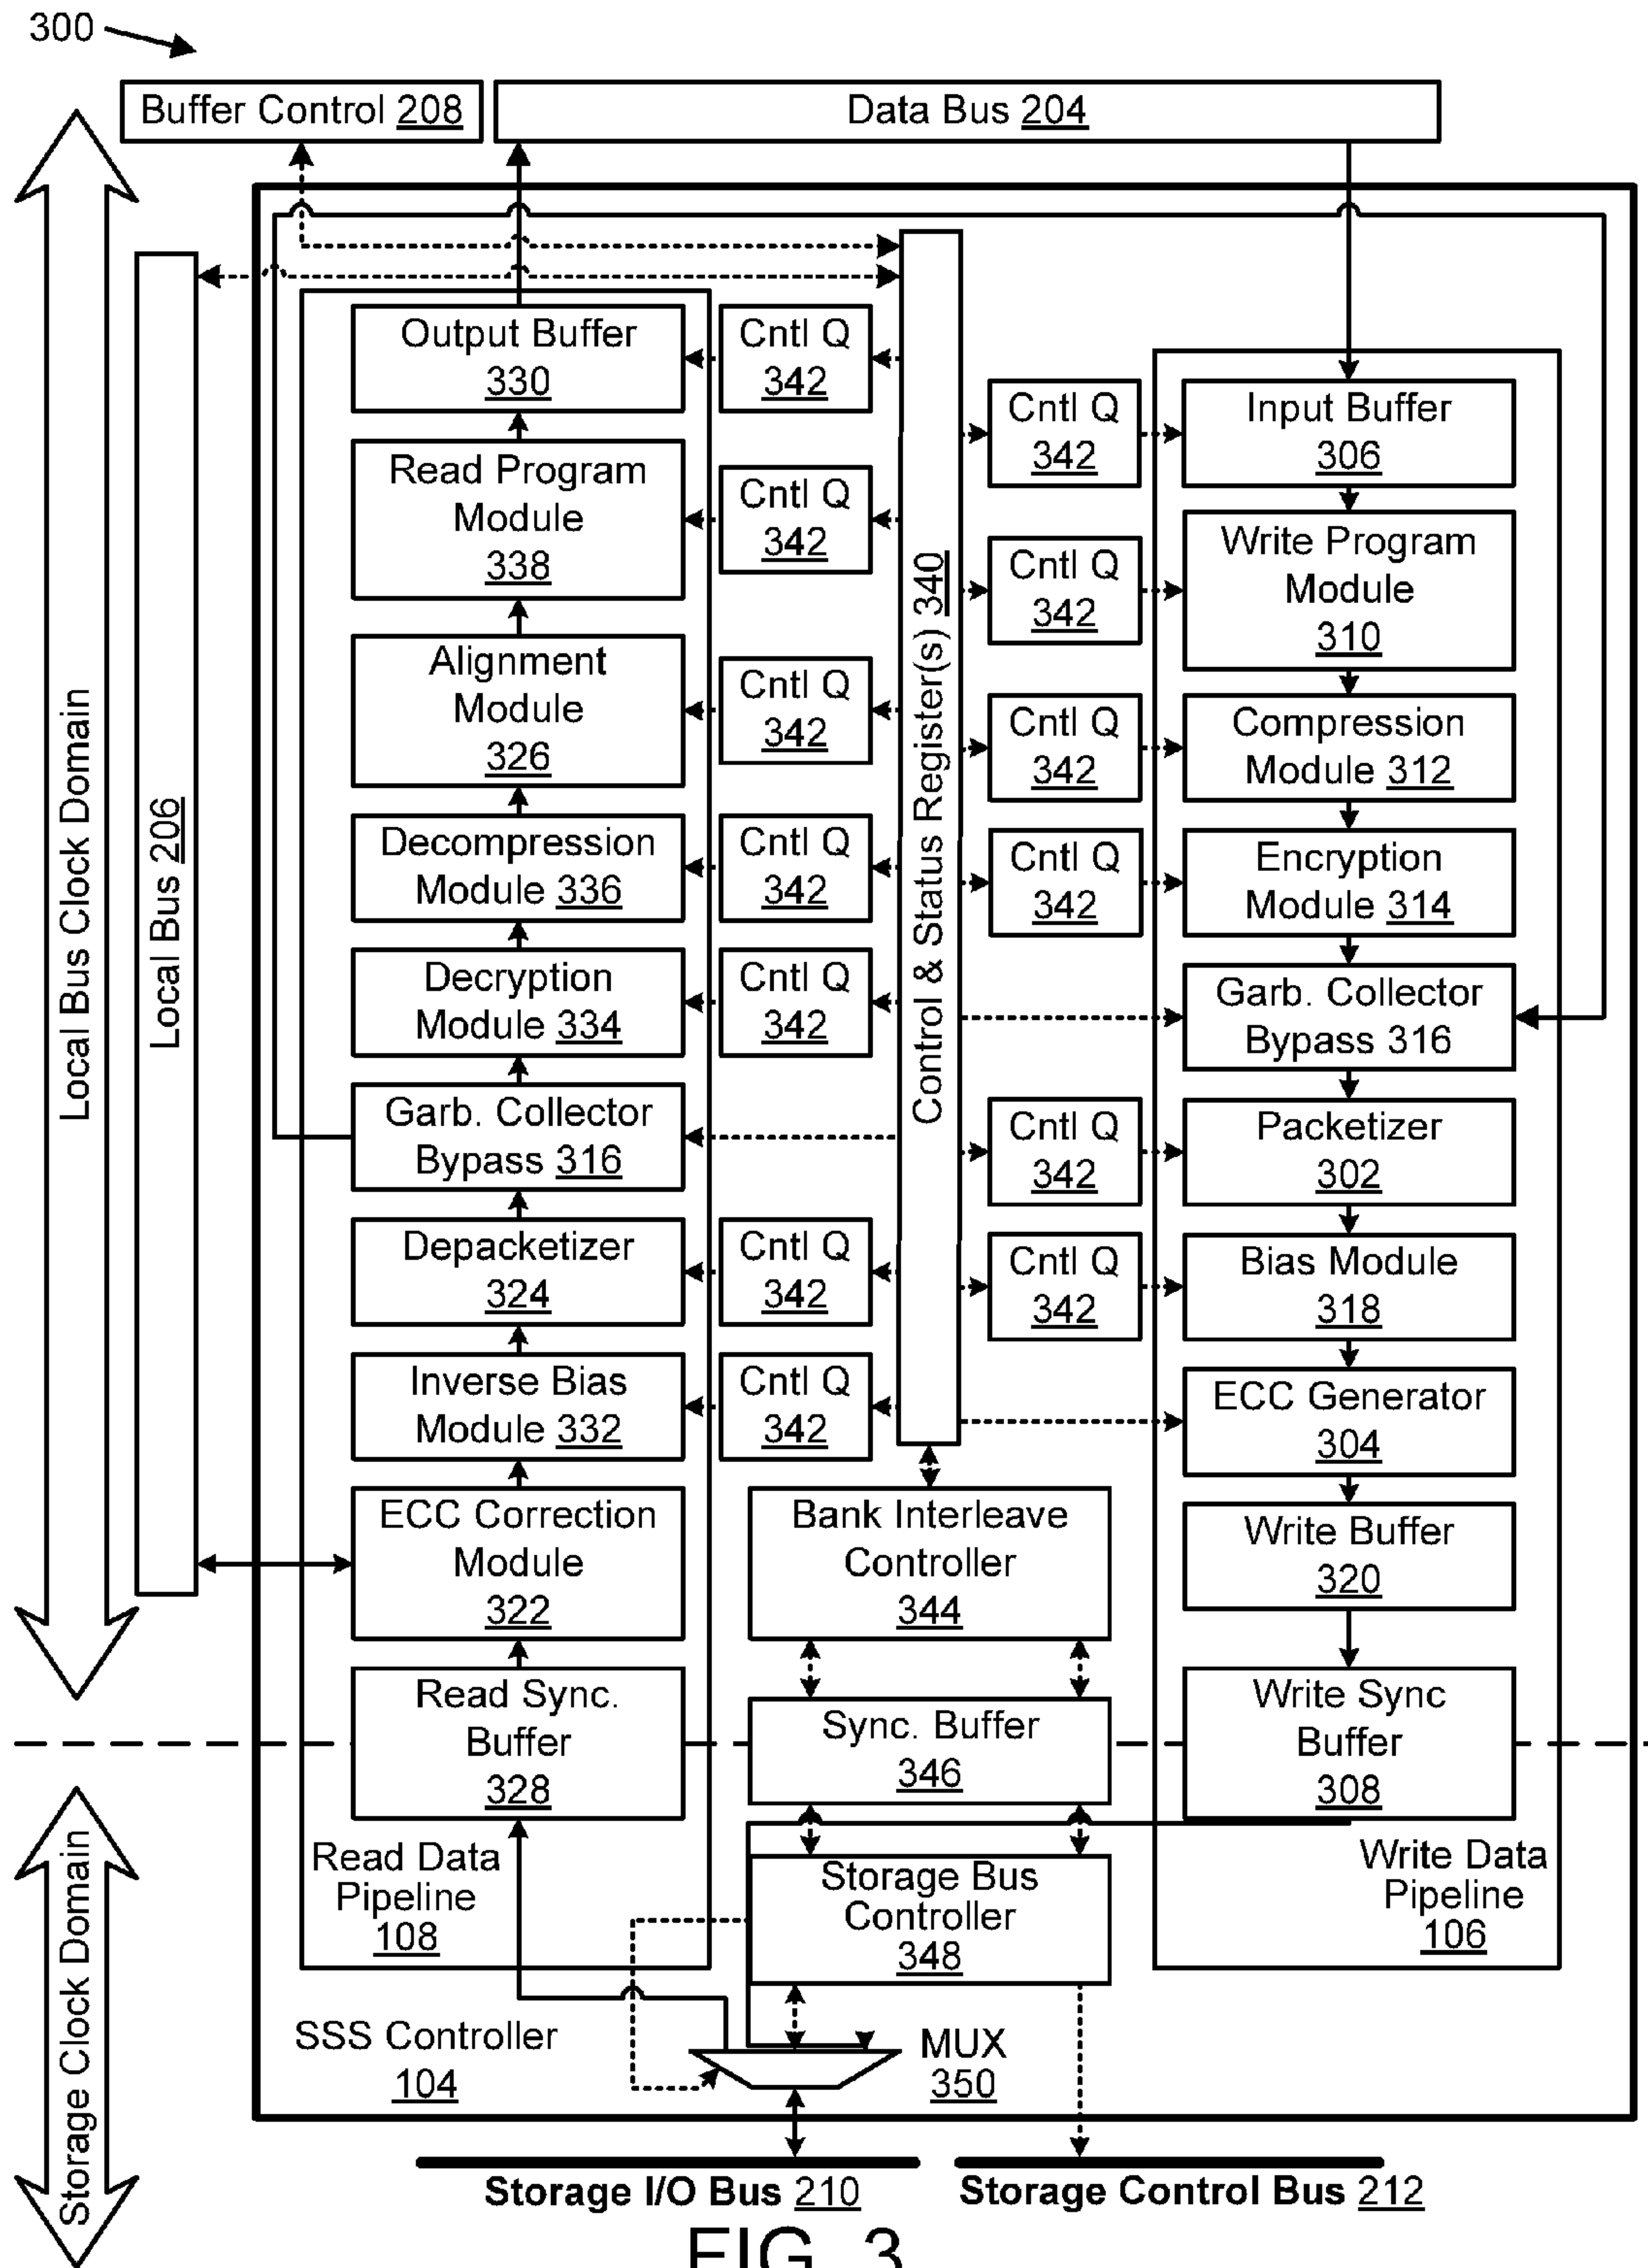 300
Buffer Control 208
Data Bus 204
Local Bus Clock Domain
Local Bus 206
Output Buffer
330
Cntl Q
342
Read Program
Module
338
Cntl Q
342
Alignment
Module
326
Cntl Q
342
Decompression
Module 336
Cntl Q
342
Decryption
Module 334
Cntl Q
342
Garb. Collector
Bypass 316
Depacketizer
324
Cntl Q
342
Inverse Bias
Module 332
Cntl Q
342
ECC Correction
Module
322
Read Sync.
Buffer
328
Read Data
Pipeline
108
Control & Status Register(s) 340
Bank Interleave
Controller
344
Sync. Buffer
346
Storage Bus
Controller
348
Cntl Q
342
Input Buffer
306
Cntl Q
342
Write Program
Module
310
Cntl Q
342
Compression
Module 312
Cntl Q
342
Encryption
Module 314
Garb. Collector
Bypass 316
Cntl Q
342
Packetizer
302
Cntl Q
342
Bias Module
318
ECC Generator
304
Write Buffer
320
Write Sync
Buffer
308
Write Data
Pipeline
106
Storage Clock Domain
SSS Controller
104
MUX
350
Storage I/O Bus 210
Storage Control Bus 212
FIG. 3